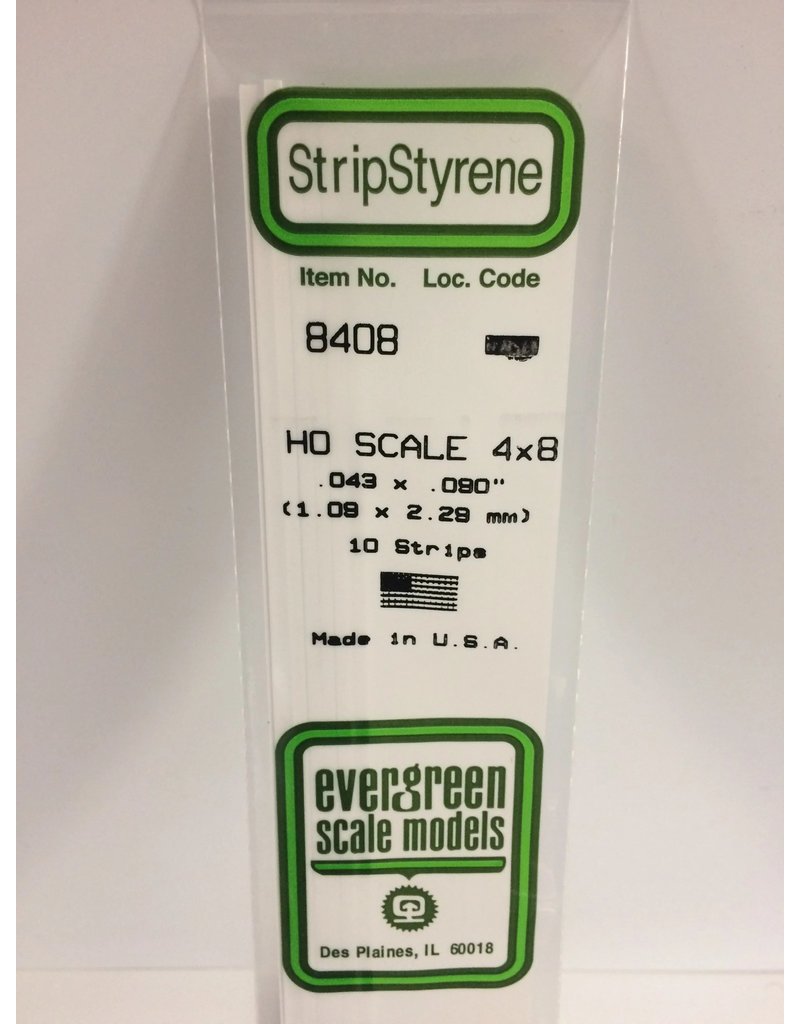 StripStyrene
Item No. Loc. Code
8408
HO SCALE 4x8
.043 x .090"
(1.09 x 2.29 mm)
10 Strips
Made in U.S.A.
evergreen
scale models
Des Plaines, IL 60018